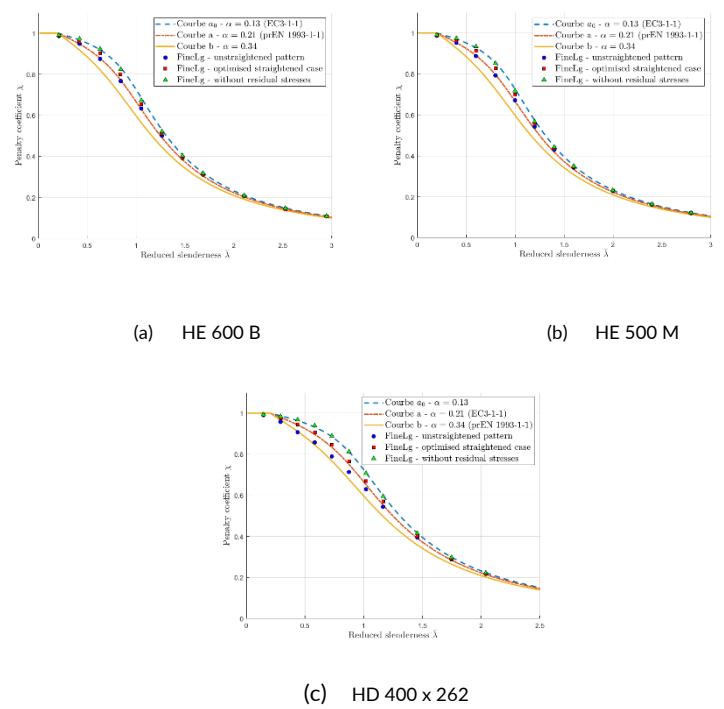 Courbe a₀ - α = 0.13 (EC3-1-1)
Courbe a - α = 0.21 (prEN 1993-1-1)
Courbe b - α = 0.34
FineLg - unstraightened pattern
FineLg - optimised straightened case
FineLg - without residual stresses
Penalty coefficient χ
1
0.8
0.6
0.4
0.2
0
0 0.5 1 1.5 2 2.5 3
Reduced slenderness λ̄
(a) HE 600 B
Courbe a₀ - α = 0.13 (EC3-1-1)
Courbe a - α = 0.21 (prEN 1993-1-1)
Courbe b - α = 0.34
FineLg - unstraightened pattern
FineLg - optimised straightened case
FineLg - without residual stresses
Penalty coefficient χ
1
0.8
0.6
0.4
0.2
0
0 0.5 1 1.5 2 2.5 3
Reduced slenderness λ̄
(b) HE 500 M
Courbe a₀ - α = 0.13
Courbe a - α = 0.21 (EC3-1-1)
Courbe b - α = 0.34 (prEN 1993-1-1)
FineLg - unstraightened pattern
FineLg - optimised straightened case
FineLg - without residual stresses
Penalty coefficient χ
1
0.8
0.6
0.4
0.2
0
0 0.5 1 1.5 2 2.5
Reduced slenderness λ̄
(c) HD 400 x 262